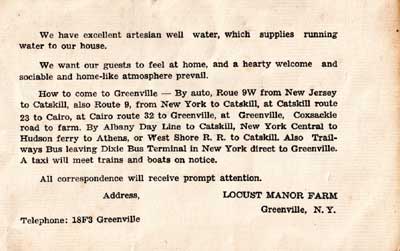 We have excellent artesian well water, which supplies running
water to our house.
We want our guests to feel at home, and a hearty welcome and
sociable and home-like atmosphere prevail.
How to come to Greenville — By auto, Roue 9W from New Jersey
to Catskill, also Route 9, from New York to Catskill, at Catskill route
23 to Cairo, at Cairo route 32 to Greenville, at Greenville, Coxsackie
road to farm. By Albany Day Line to Catskill, New York Central to
Hudson ferry to Athens, or West Shore R. R. to Catskill. Also Trail-
ways Bus leaving Dixie Bus Terminal in New York direct to Greenville.
A taxi will meet trains and boats on notice.
All correspondence will receive prompt attention.
Address, LOCUST MANOR FARM
Greenville, N. Y.
Telephone: 18F3 Greenville